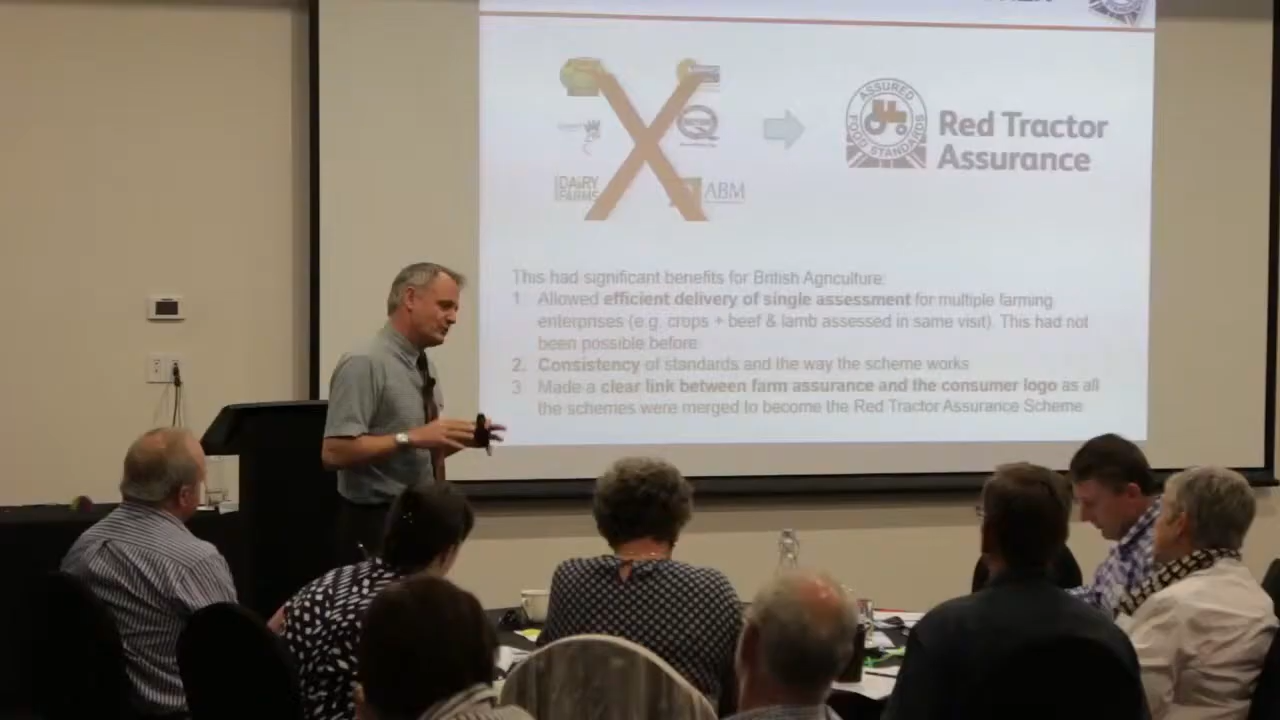 ASSURED
FOOD STANDARDS
Red Tractor
Assurance
DAIRY
FARMS
ABM
This had significant benefits for British Agriculture:
1. Allowed efficient delivery of single assessment for multiple farming
enterprises (e.g. crops + beef & lamb assessed in same visit). This had not
been possible before
2. Consistency of standards and the way the scheme works
3 Made a clear link between farm assurance and the consumer logo as all
the schemes were merged to become the Red Tractor Assurance Scheme